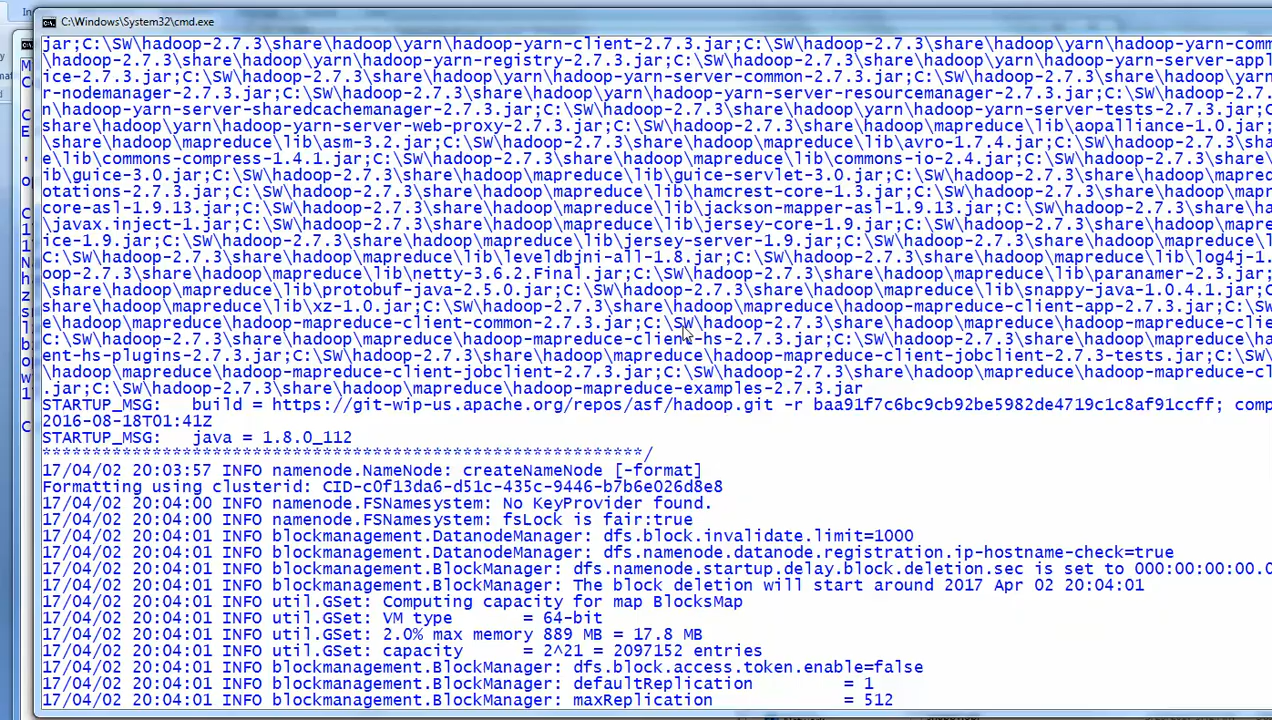 C:\Windows\System32\cmd.exe
jar;C:\SW\hadoop-2.7.3\share\hadoop\yarn\hadoop-yarn-client-2.7.3.jar;C:\SW\hadoop-2.7.3\share\hadoop\yarn\hadoop-yarn-comm
\hadoop-yarn-registry-2.7.3.jar;C:\SW\hadoop-2.7.3\share\hadoop\yarn\hadoop-yarn-server-appl
ice-2.7.3.jar;C:\SW\hadoop-2.7.3\share\hadoop\yarn\hadoop-yarn-server-common-2.7.3.jar;C:\SW\hadoop-2.7.3\share\hadoop\yarn
r-nodemanager-2.7.3.jar;C:\SW\hadoop-2.7.3\share\hadoop\yarn\hadoop-yarn-server-resourcemanager-2.7.3.jar;C:\SW\hadoop-2.7.
n\hadoop-yarn-server-sharedcachemanager-2.7.3.jar;C:\SW\hadoop-2.7.3\share\hadoop\yarn\hadoop-yarn-server-tests-2.7.3.jar;C
share\hadoop\yarn\hadoop-yarn-server-web-proxy-2.7.3.jar;C:\SW\hadoop-2.7.3\share\hadoop\mapreduce\lib\aopalliance-1.0.jar;
\share\hadoop\mapreduce\lib\asm-3.2.jar;C:\SW\hadoop-2.7.3\share\hadoop\mapreduce\lib\avro-1.7.4.jar;C:\SW\hadoop-2.7.3\sha
e\lib\commons-compress-1.4.1.jar;C:\SW\hadoop-2.7.3\share\hadoop\mapreduce\lib\commons-io-2.4.jar;C:\SW\hadoop-2.7.3\share\
ib\guice-3.0.jar;C:\SW\hadoop-2.7.3\share\hadoop\mapreduce\lib\guice-servlet-3.0.jar;C:\SW\hadoop-2.7.3\share\hadoop\mapred
otations-2.7.3.jar;C:\SW\hadoop-2.7.3\share\hadoop\mapreduce\lib\hamcrest-core-1.3.jar;C:\SW\hadoop-2.7.3\share\hadoop\mapr
core-asl-1.9.13.jar;C:\SW\hadoop-2.7.3\share\hadoop\mapreduce\lib\jackson-mapper-asl-1.9.13.jar;C:\SW\hadoop-2.7.3\share\ha
\javax.inject-1.jar;C:\SW\hadoop-2.7.3\share\hadoop\mapreduce\lib\jersey-core-1.9.jar;C:\SW\hadoop-2.7.3\share\hadoop\mapre
ice-1.9.jar;C:\SW\hadoop-2.7.3\share\hadoop\mapreduce\lib\jersey-server-1.9.jar;C:\SW\hadoop-2.7.3\share\hadoop\mapreduce\l
C:\SW\hadoop-2.7.3\share\hadoop\mapreduce\lib\leveldbjni-all-1.8.jar;C:\SW\hadoop-2.7.3\share\hadoop\mapreduce\lib\log4j-1.
oop-2.7.3\share\hadoop\mapreduce\lib\netty-3.6.2.Final.jar;C:\SW\hadoop-2.7.3\share\hadoop\mapreduce\lib\paranamer-2.3.jar;
share\hadoop\mapreduce\lib\protobuf-java-2.5.0.jar;C:\SW\hadoop-2.7.3\share\hadoop\mapreduce\lib\snappy-java-1.0.4.1.jar;C:
share\hadoop\mapreduce\lib\xz-1.0.jar;C:\SW\hadoop-2.7.3\share\hadoop\mapreduce\hadoop-mapreduce-client-app-2.7.3.jar;C:\SW
e\hadoop\mapreduce\hadoop-mapreduce-client-common-2.7.3.jar;C:\SW\hadoop-2.7.3\share\hadoop\mapreduce\hadoop-mapreduce-clie
C:\SW\hadoop-2.7.3\share\hadoop\mapreduce\hadoop-mapreduce-client-hs-2.7.3.jar;C:\SW\hadoop-2.7.3\share\hadoop\mapreduce\ha
ent-hs-plugins-2.7.3.jar;C:\SW\hadoop-2.7.3\share\hadoop\mapreduce\hadoop-mapreduce-client-jobclient-2.7.3-tests.jar;C:\SW\
\hadoop\mapreduce\hadoop-mapreduce-client-jobclient-2.7.3.jar;C:\SW\hadoop-2.7.3\share\hadoop\mapreduce\hadoop-mapreduce-cl
.jar;C:\SW\hadoop-2.7.3\share\hadoop\mapreduce\hadoop-mapreduce-examples-2.7.3.jar
STARTUP_MSG:   build = https://git-wip-us.apache.org/repos/asf/hadoop.git -r baa91f7c6bc9cb92be5982de4719c1c8af91ccff; comp
2016-08-18T01:41Z
STARTUP_MSG:   java = 1.8.0_112
************************************************************/
17/04/02 20:03:57 INFO namenode.NameNode: createNameNode [-format]
Formatting using clusterid: CID-c0f13da6-d51c-435c-9446-b7b6e026d8e8
17/04/02 20:04:00 INFO namenode.FSNamesystem: No KeyProvider found.
17/04/02 20:04:00 INFO namenode.FSNamesystem: fsLock is fair:true
17/04/02 20:04:01 INFO blockmanagement.DatanodeManager: dfs.block.invalidate.limit=1000
17/04/02 20:04:01 INFO blockmanagement.DatanodeManager: dfs.namenode.datanode.registration.ip-hostname-check=true
17/04/02 20:04:01 INFO blockmanagement.BlockManager: dfs.namenode.startup.delay.block.deletion.sec is set to 000:00:00:00.0
17/04/02 20:04:01 INFO blockmanagement.BlockManager: The block deletion will start around 2017 Apr 02 20:04:01
17/04/02 20:04:01 INFO util.GSet: Computing capacity for map BlocksMap
17/04/02 20:04:01 INFO util.GSet: VM type       = 64-bit
17/04/02 20:04:01 INFO util.GSet: 2.0% max memory 889 MB = 17.8 MB
17/04/02 20:04:01 INFO util.GSet: capacity      = 2^21 = 2097152 entries
17/04/02 20:04:01 INFO blockmanagement.BlockManager: dfs.block.access.token.enable=false
17/04/02 20:04:01 INFO blockmanagement.BlockManager: defaultReplication         = 1
17/04/02 20:04:01 INFO blockmanagement.BlockManager: maxReplication             = 512